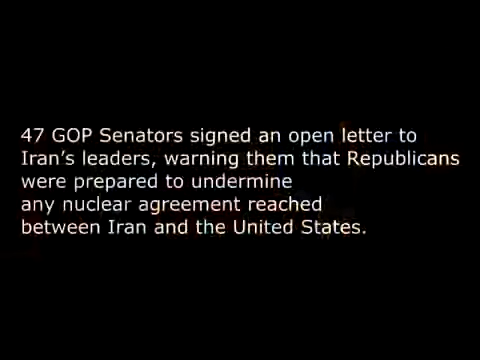 47 GOP Senators signed an open letter to
Iran’s leaders, warning them that Republicans
were prepared to undermine
any nuclear agreement reached
between Iran and the United States.